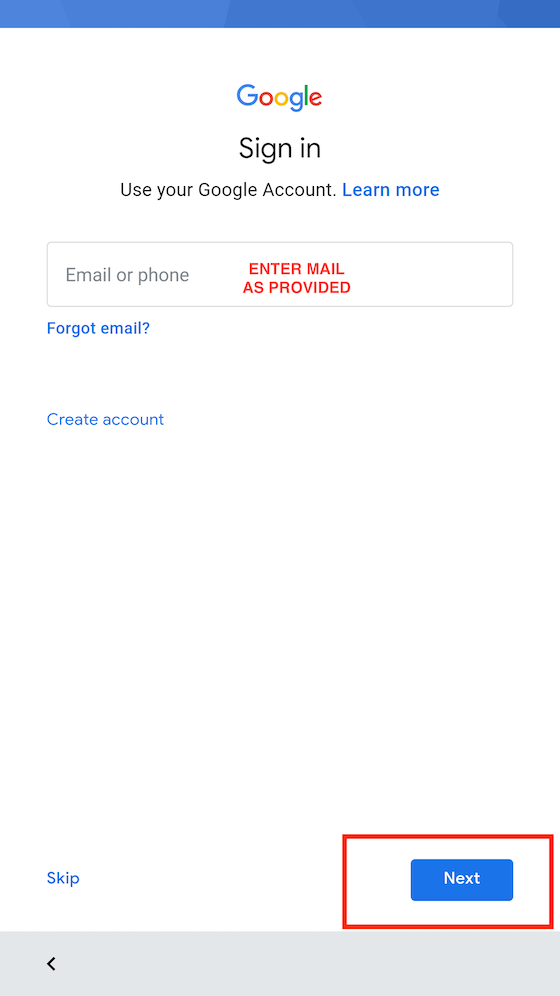 Google
Sign in
Use your Google Account. Learn more
Email or phone
ENTER MAIL
AS PROVIDED
Forgot email?
Create account
Skip
Next